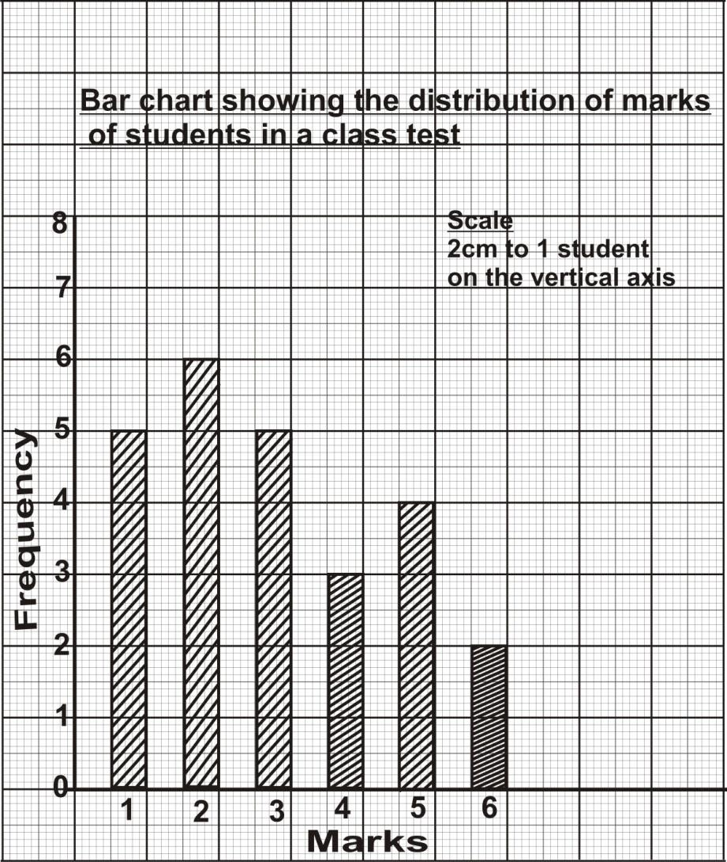 Bar chart showing the distribution of marks
of students in a class test
Scale
2cm to 1 student
on the vertical axis
8
7
6
5
4
3
2
1
0
Frequency
1 2 3 4 5 6
Marks